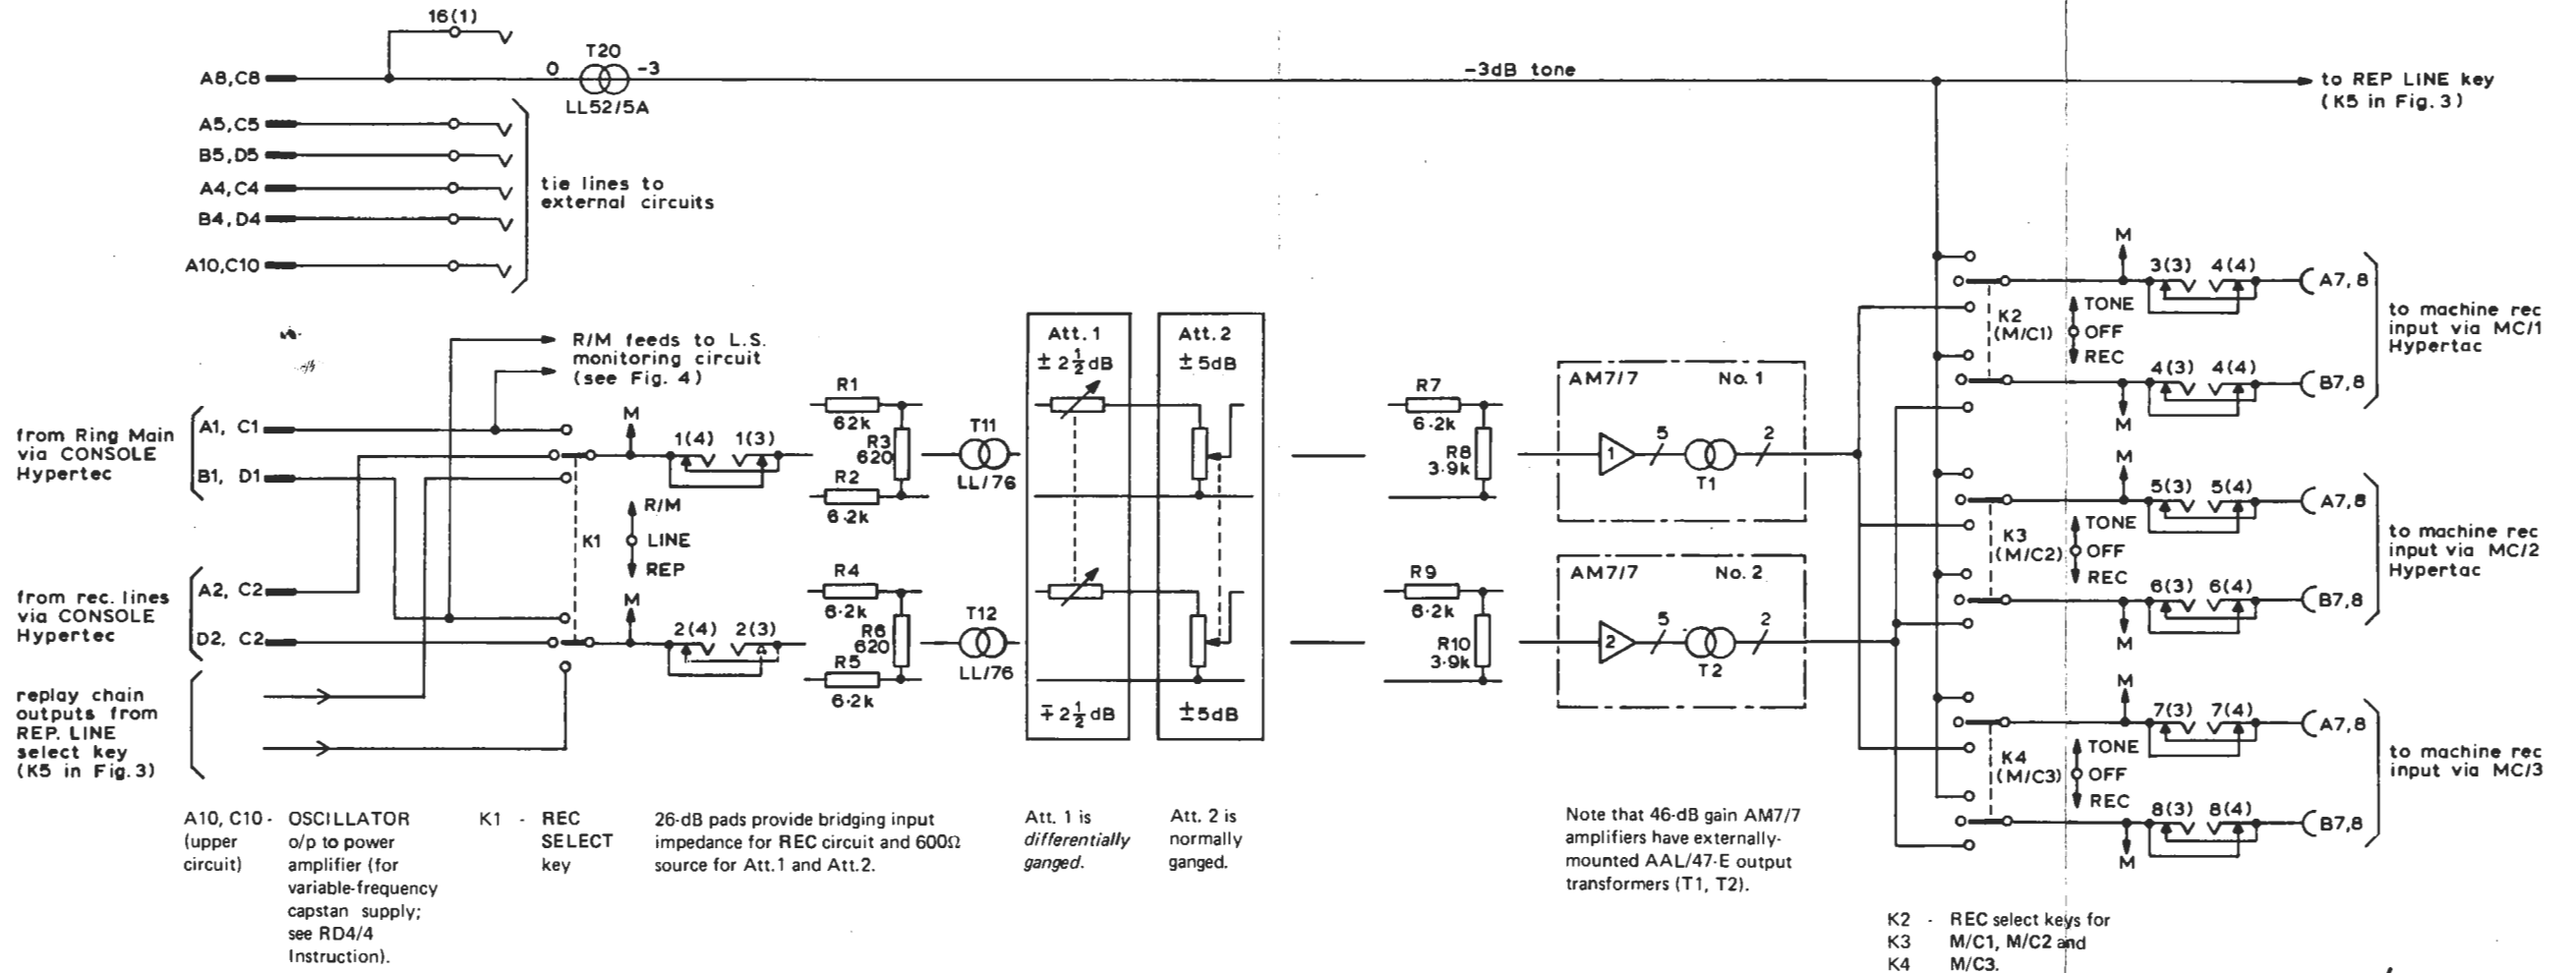 16(1)
A8,C8
0
T20
-3
LL52/5A
-3dB tone
to REP LINE key
(K5 in Fig. 3)
A5,C5
B5,D5
A4,C4
B4,D4
A10,C10
tie lines to
external circuits
R/M feeds to L.S.
monitoring circuit
(see Fig. 4)
from Ring Main
via CONSOLE
Hypertec
A1, C1
B1, D1
from rec. lines
via CONSOLE
Hypertec
A2, C2
D2, C2
replay chain
outputs from
REP. LINE
select key
(K5 in Fig. 3)
K1
M
R/M
LINE
REP
M
1(4)
1(3)
2(4)
2(3)
R1
62k
R3
620
R2
6.2k
R4
6.2k
R6
620
R5
6.2k
T11
LL/76
T12
LL/76
Att. 1
± 2½dB
∓ 2½dB
Att. 2
± 5dB
±5dB
R7
6.2k
R8
3.9k
R9
6.2k
R10
3.9k
AM7/7
No. 1
1
5
T1
2
AM7/7
No. 2
2
5
T2
2
K2
(M/C1)
M
TONE
OFF
REC
M
3(3)
4(4)
A7,8
4(3)
4(4)
B7,8
to machine rec
input via MC/1
Hypertac
K3
(M/C2)
M
TONE
OFF
REC
M
5(3)
5(4)
A7,8
6(3)
6(4)
B7,8
to machine rec
input via MC/2
Hypertac
K4
(M/C3)
M
TONE
OFF
REC
M
7(3)
7(4)
A7,8
8(3)
8(4)
B7,8
to machine rec
input via MC/3
A10, C10 - OSCILLATOR
(upper o/p to power
circuit) amplifier (for
variable-frequency
capstan supply;
see RD4/4
Instruction).
K1 - REC
SELECT
key
26-dB pads provide bridging input
impedance for REC circuit and 600Ω
source for Att.1 and Att.2.
Att. 1 is
differentially
ganged.
Att. 2 is
normally
ganged.
Note that 46-dB gain AM7/7
amplifiers have externally-
mounted AAL/47-E output
transformers (T1, T2).
K2 - REC select keys for
K3 M/C1, M/C2 and
K4 M/C3.